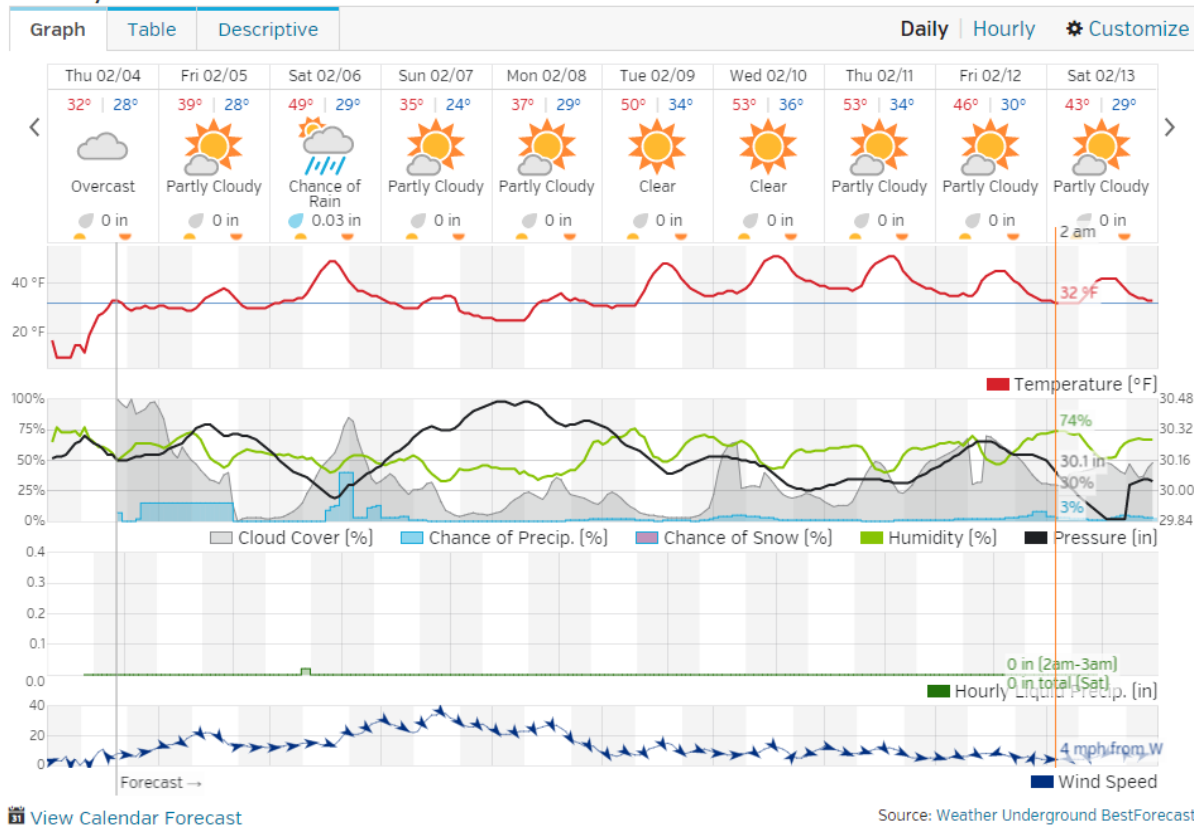 Graph Table Descriptive Daily Hourly Customize
Thu 02/04 Fri 02/05 Sat 02/06 Sun 02/07 Mon 02/08 Tue 02/09 Wed 02/10 Thu 02/11 Fri 02/12 Sat 02/13
32° | 28° 39° | 28° 49° | 29° 35° | 24° 37° | 29° 50° | 34° 53° | 36° 53° | 34° 46° | 30° 43° | 29°
Overcast Partly Cloudy Chance of Rain Partly Cloudy Partly Cloudy Clear Clear Partly Cloudy Partly Cloudy Partly Cloudy
0 in 0 in 0.03 in 0 in 0 in 0 in 0 in 0 in 0 in 0 in
2 am
40 °F
32 °F
20 °F
Temperature (°F)
100% 30.48
74%
75% 30.32
50% 30.1 in 30.16
30%
25% 30.00
3%
0% 29.84
Cloud Cover (%) Chance of Precip. (%) Chance of Snow (%) Humidity (%) Pressure (in)
0.4
0.3
0.2
0.1
0 in (2am-3am)
0.0 0 in total (Sat)
Hourly Liquid Precip. (in)
40
20
4 mph from W
0
Forecast →
Wind Speed
31 View Calendar Forecast Source: Weather Underground BestForecast